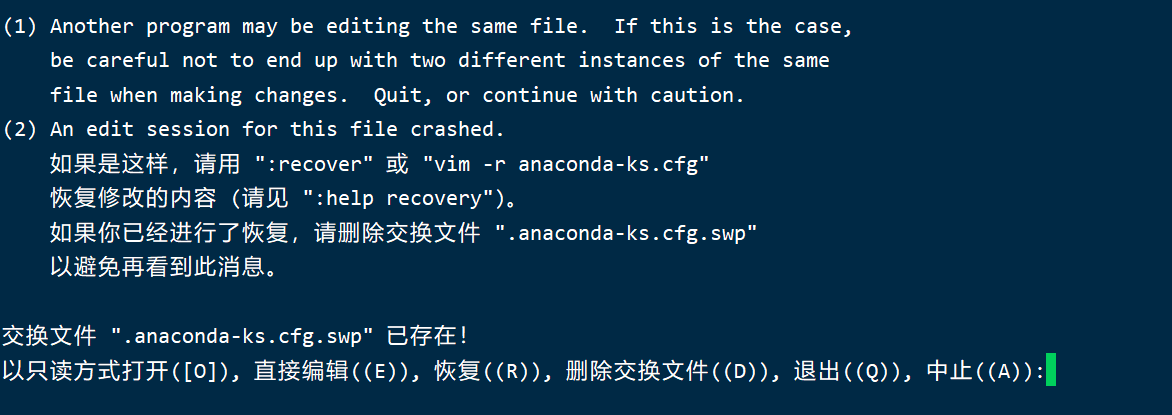 (1) Another program may be editing the same file.  If this is the case,
    be careful not to end up with two different instances of the same
    file when making changes.  Quit, or continue with caution.
(2) An edit session for this file crashed.
    如果是这样，请用 ":recover" 或 "vim -r anaconda-ks.cfg"
    恢复修改的内容 (请见 ":help recovery")。
    如果你已经进行了恢复，请删除交换文件 ".anaconda-ks.cfg.swp"
    以避免再看到此消息。
交换文件 ".anaconda-ks.cfg.swp" 已存在！
以只读方式打开([O]), 直接编辑((E)), 恢复((R)), 删除交换文件((D)), 退出((Q)), 中止((A)):